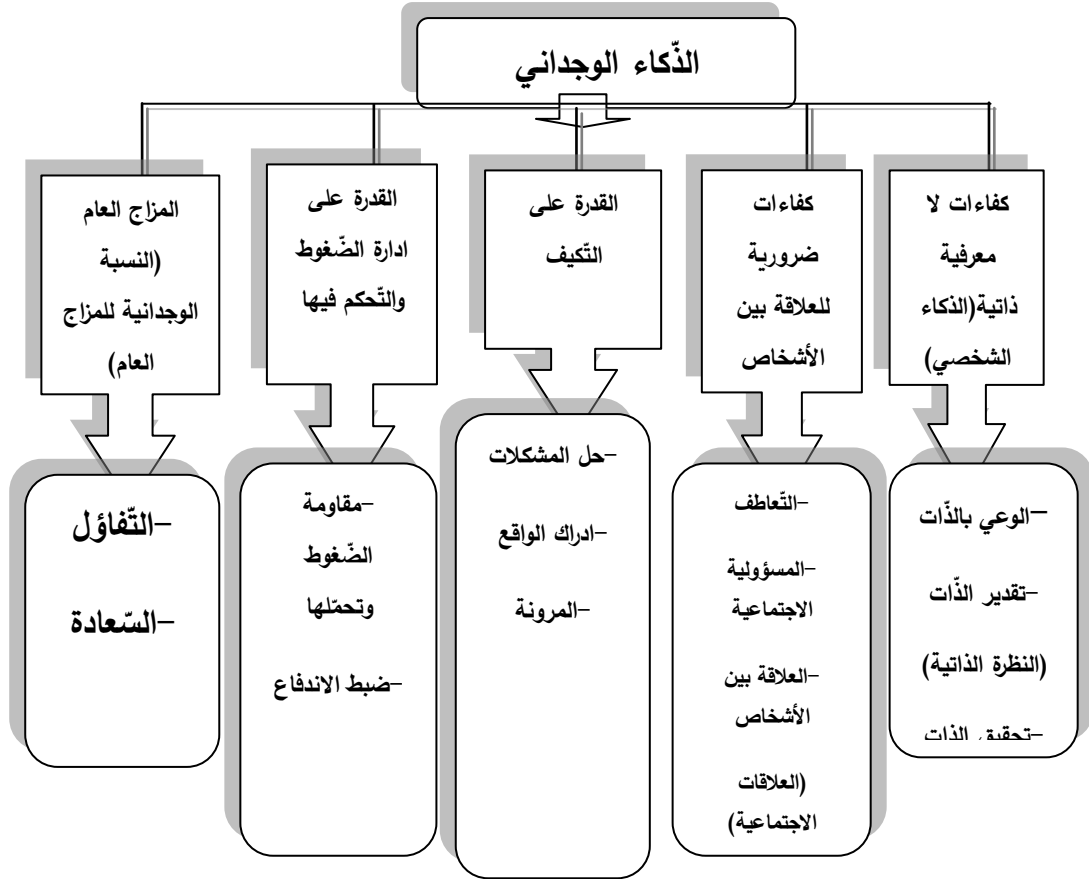 الذّكاء الوجداني
كفاءات لا
معرفية
ذاتية(الذكاء
الشخصي)
كفاءات
ضرورية
للعلاقة بين
الأشخاص
القدرة على
التّكيف
القدرة على
ادارة الضّغوط
والتّحكم فيها
المزاج العام
(النسبة
الوجدانية للمزاج
العام)
–الوعي بالذّات
–تقدير الذّات
(النظرة الذاتية)
–تحقيق الذات
–التّعاطف
–المسؤولية
الاجتماعية
–العلاقة بين
الأشخاص
(العلاقات
الاجتماعية)
–حل المشكلات
–ادراك الواقع
–المرونة
–مقاومة
الضّغوط
وتحمّلها
–ضبط الاندفاع
–التّفاؤل
–السّعادة